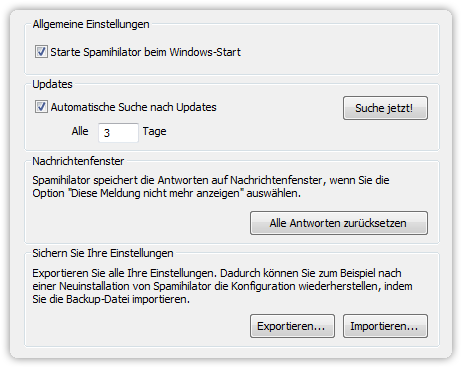 Allgemeine Einstellungen
Starte Spamihilator beim Windows-Start
Updates
Automatische Suche nach Updates
Suche jetzt!
Alle 3 Tage
Nachrichtenfenster
Spamihilator speichert die Antworten auf Nachrichtenfenster, wenn Sie die
Option "Diese Meldung nicht mehr anzeigen" auswählen.
Alle Antworten zurücksetzen
Sichern Sie Ihre Einstellungen
Exportieren Sie alle Ihre Einstellungen. Dadurch können Sie zum Beispiel nach
einer Neuinstallation von Spamihilator die Konfiguration wiederherstellen, indem
Sie die Backup-Datei importieren.
Exportieren... Importieren...